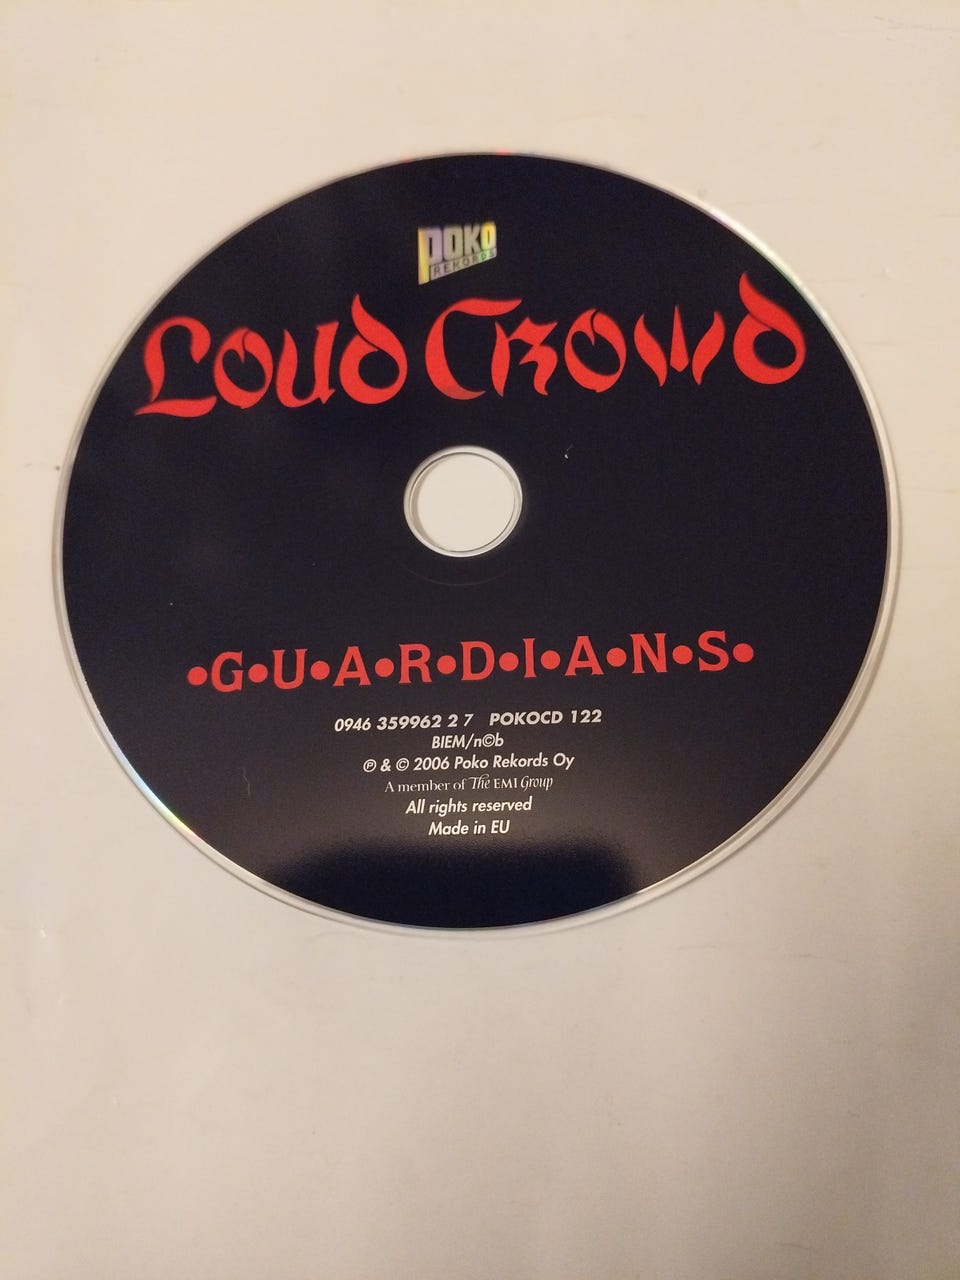 POKO
REKORDS
Loud Crowd
•G•U•A•R•D•I•A•N•S•
0946 359962 2 7 POKOCD 122
BIEM/n©b
℗ & © 2006 Poko Rekords Oy
A member of The EMI Group
All rights reserved
Made in EU